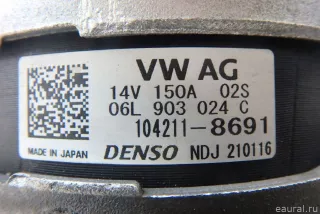 VW AG
14V 150A 02S
06L 903 024 C
104211-8691
MADE IN JAPAN DENSO NDJ 210116
eaural.ru